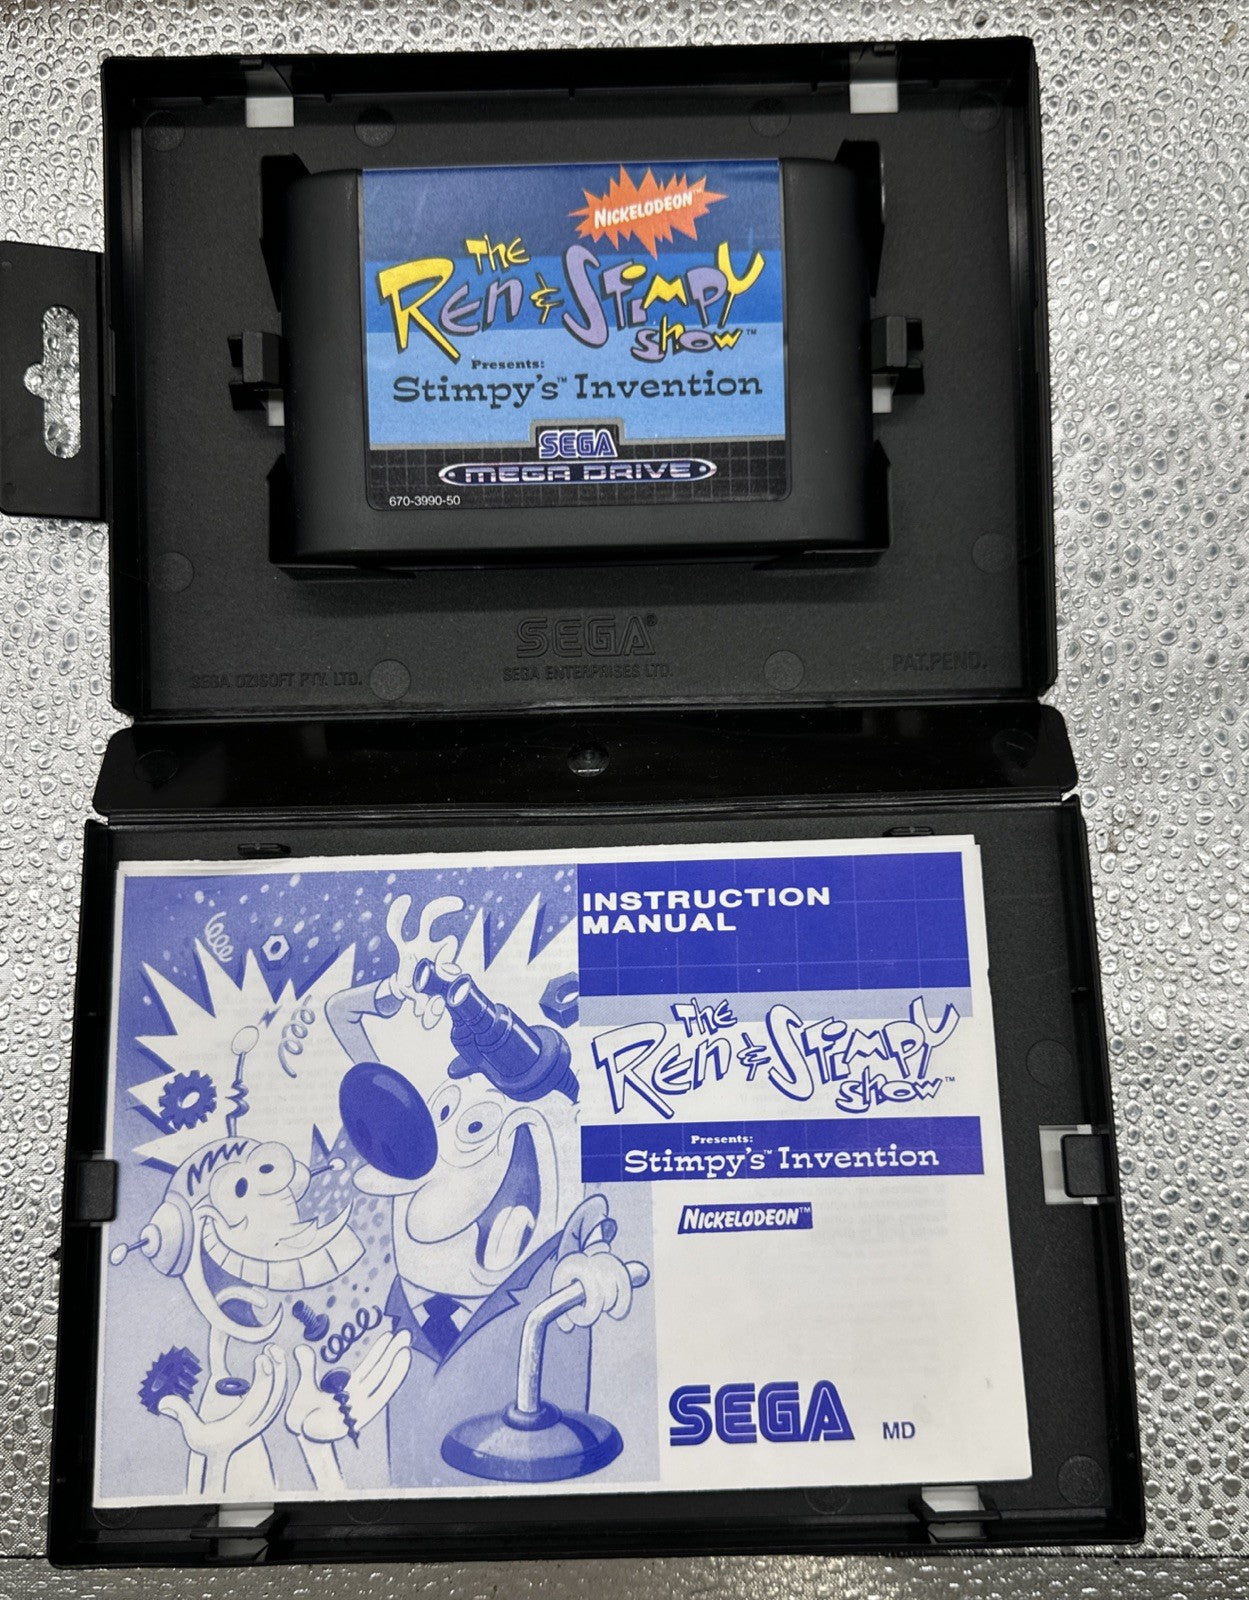 NICKELODEON™
The
Ren & Stimpy
Show™
Presents:
Stimpy's™ Invention
SEGA
MEGA DRIVE
670-3990-50
SEGA®
SEGA OZISOFT PTY. LTD.
SEGA ENTERPRISES LTD.
PAT.PEND.
INSTRUCTION
MANUAL
The
Ren & Stimpy
Show™
Presents:
Stimpy's™ Invention
NICKELODEON™
SEGA
MD